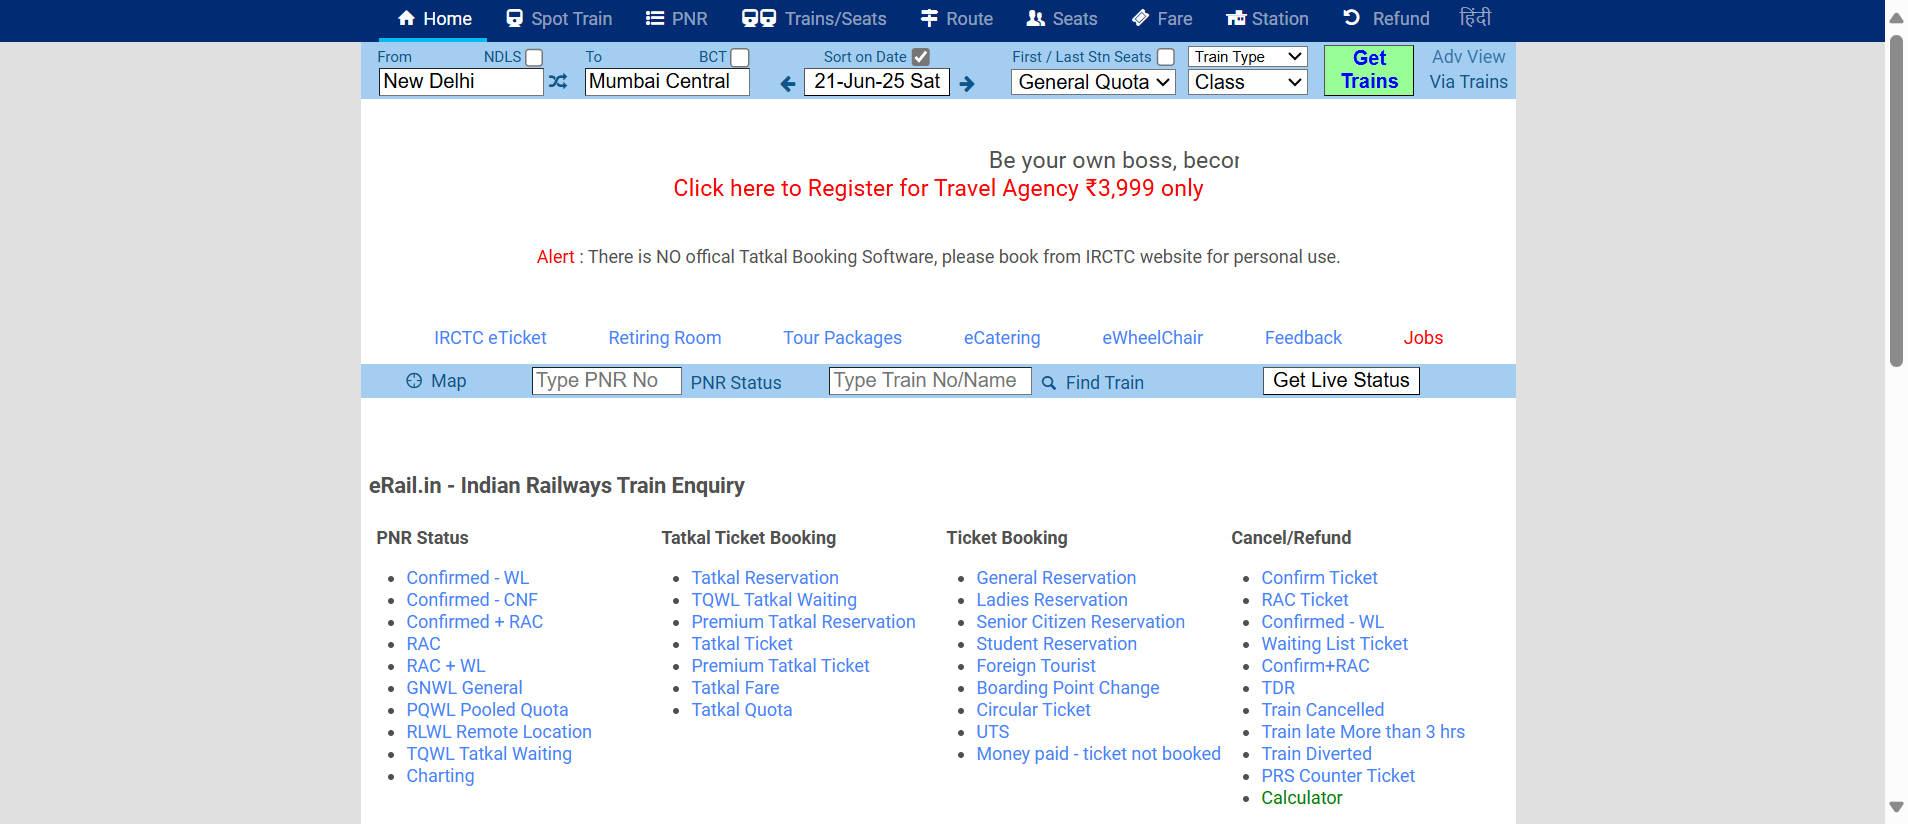 Home Spot Train PNR Trains/Seats Route Seats Fare Station Refund हिंदी
From NDLS To BCT Sort on Date First / Last Stn Seats Train Type Get Trains Adv View
New Delhi Mumbai Central 21-Jun-25 Sat General Quota Class Via Trains
Be your own boss, becor
Click here to Register for Travel Agency ₹3,999 only
Alert : There is NO offical Tatkal Booking Software, please book from IRCTC website for personal use.
IRCTC eTicket Retiring Room Tour Packages eCatering eWheelChair Feedback Jobs
Map Type PNR No PNR Status Type Train No/Name Find Train Get Live Status
eRail.in - Indian Railways Train Enquiry
PNR Status
Confirmed - WL
Confirmed - CNF
Confirmed + RAC
RAC
RAC + WL
GNWL General
PQWL Pooled Quota
RLWL Remote Location
TQWL Tatkal Waiting
Charting
Tatkal Ticket Booking
Tatkal Reservation
TQWL Tatkal Waiting
Premium Tatkal Reservation
Tatkal Ticket
Premium Tatkal Ticket
Tatkal Fare
Tatkal Quota
Ticket Booking
General Reservation
Ladies Reservation
Senior Citizen Reservation
Student Reservation
Foreign Tourist
Boarding Point Change
Circular Ticket
UTS
Money paid - ticket not booked
Cancel/Refund
Confirm Ticket
RAC Ticket
Confirmed - WL
Waiting List Ticket
Confirm+RAC
TDR
Train Cancelled
Train late More than 3 hrs
Train Diverted
PRS Counter Ticket
Calculator